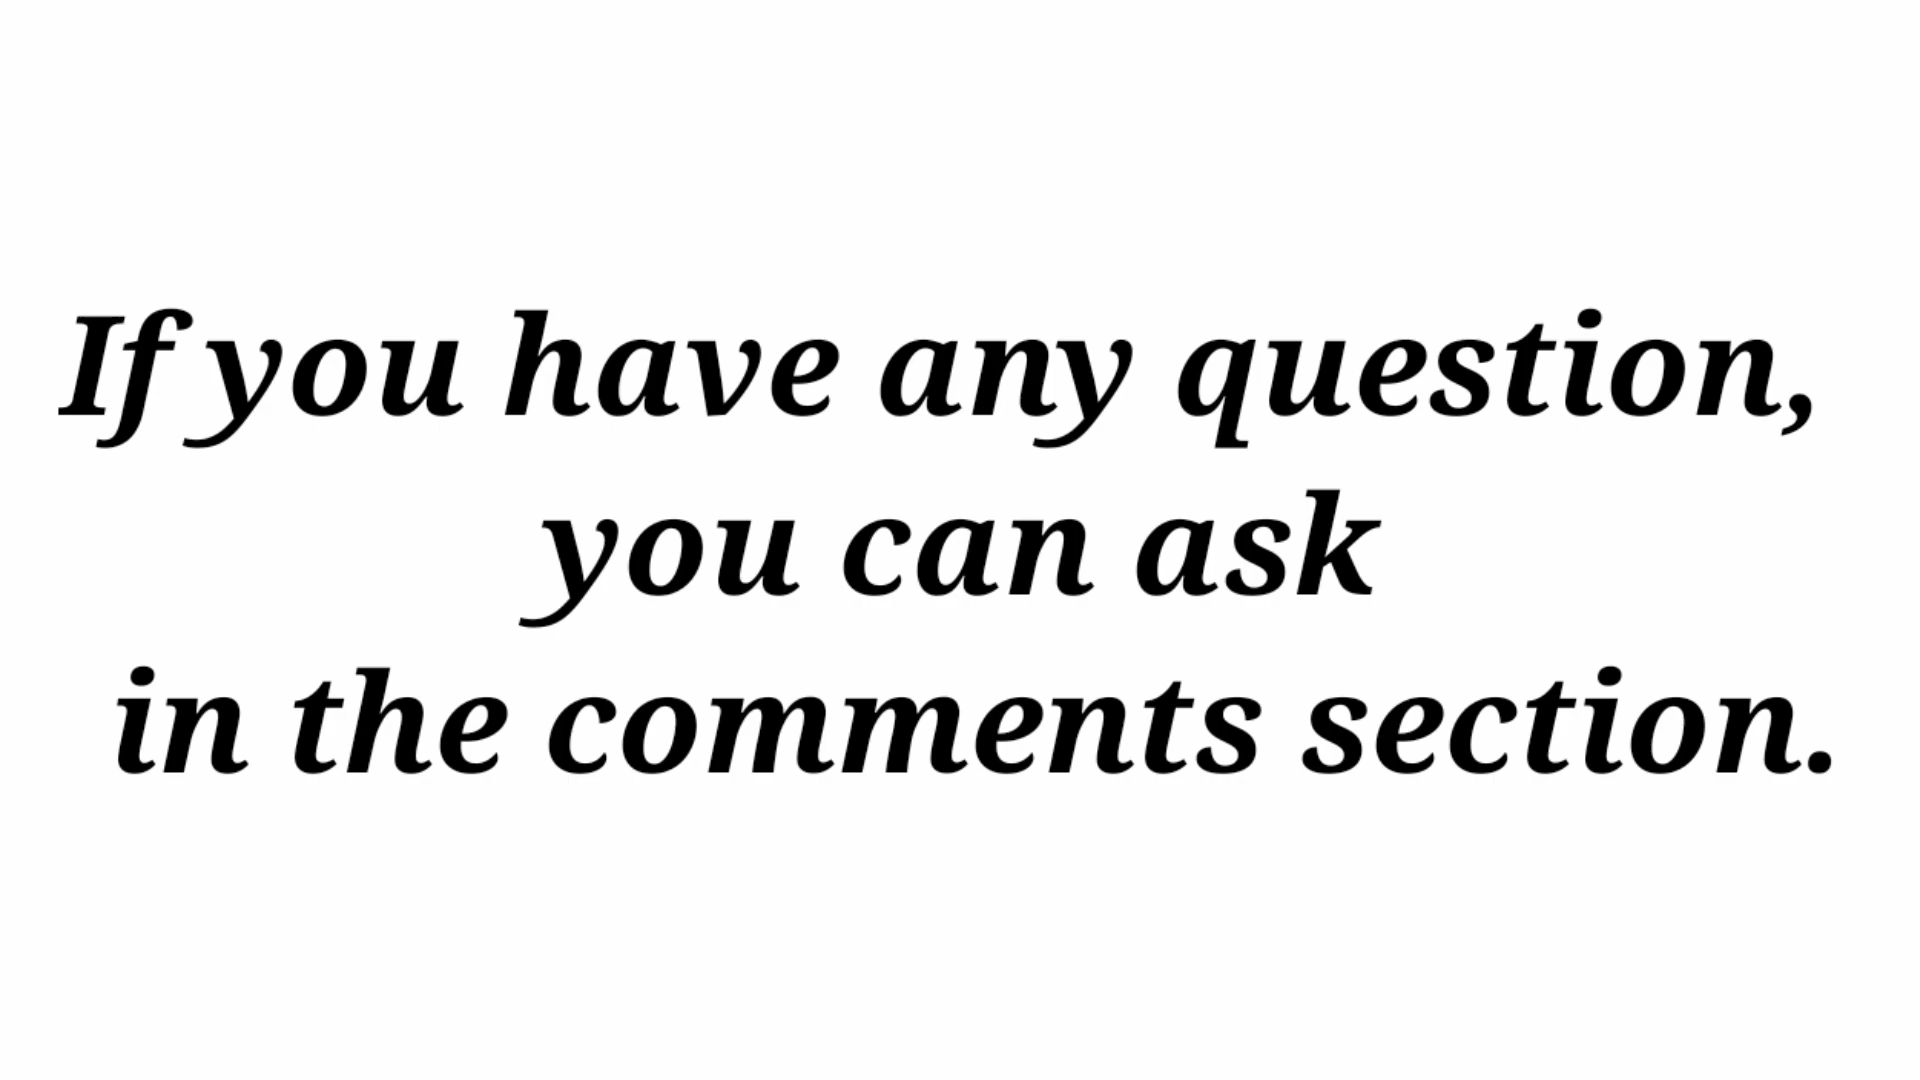 If you have any question,
you can ask
in the comments section.